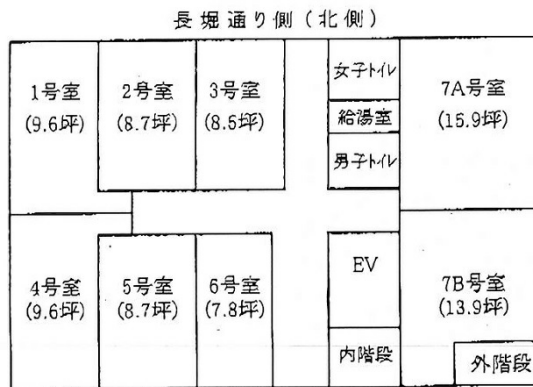 長堀通り側(北側)
1号室
(9.6坪)
2号室
(8.7坪)
3号室
(8.5坪)
女子トイレ
給湯室
男子トイレ
7A号室
(15.9坪)
4号室
(9.6坪)
5号室
(8.7坪)
6号室
(7.8坪)
EV
内階段
7B号室
(13.9坪)
外階段